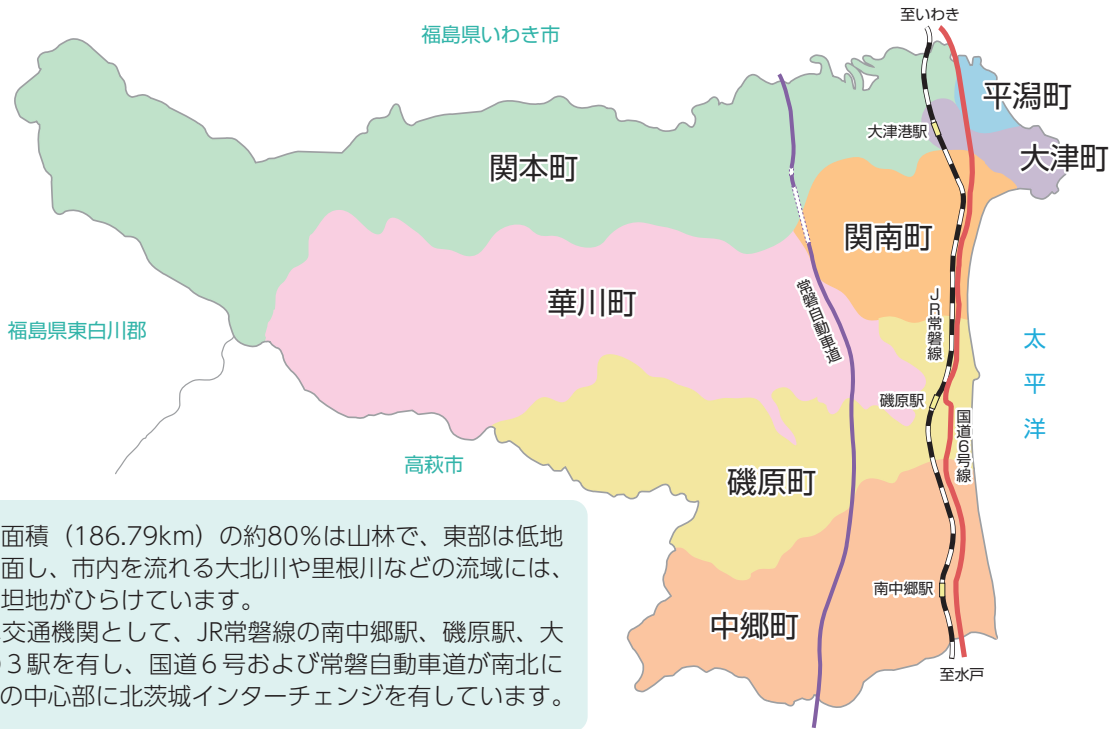 至いわき
福島県いわき市
平潟町
大津港駅
大津町
関本町
関南町
華川町
常磐自動車道
JR常磐線
福島県東白川郡
太平洋
磯原駅
国道6号線
高萩市
磯原町
南中郷駅
中郷町
至水戸
面積（186.79km）の約80％は山林で、東部は低地
面し、市内を流れる大北川や里根川などの流域には、
坦地がひらけています。
交通機関として、JR常磐線の南中郷駅、磯原駅、大
3駅を有し、国道6号および常磐自動車道が南北に
の中心部に北茨城インターチェンジを有しています。